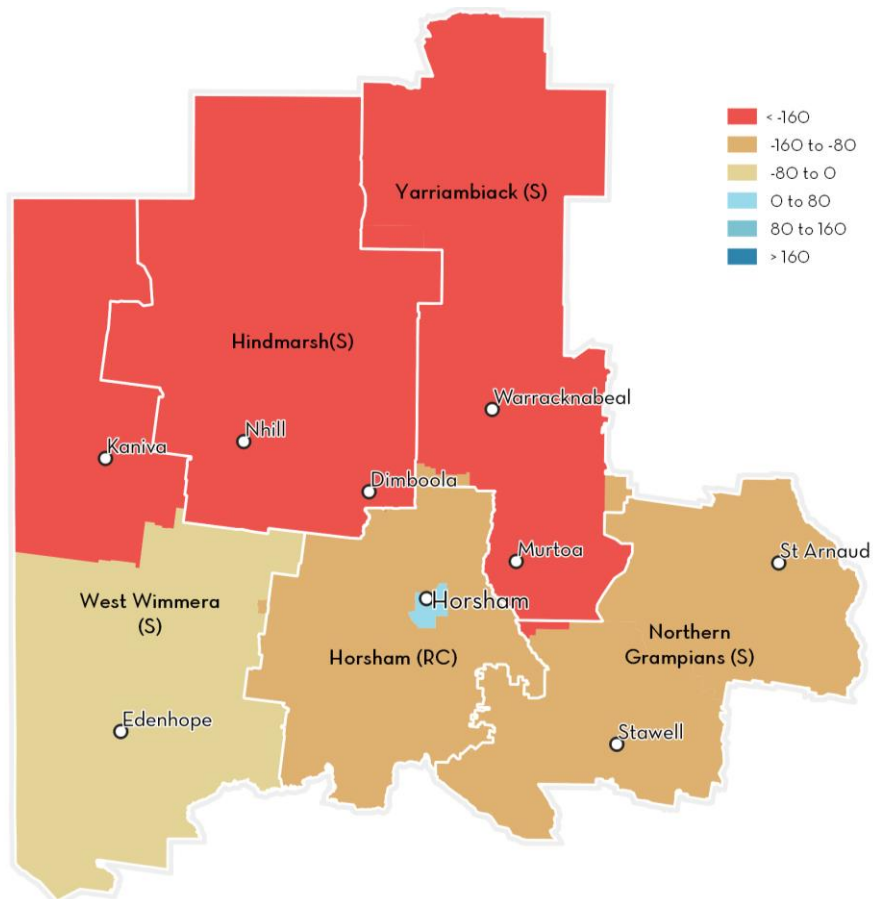 < -160
-160 to -80
-80 to 0
0 to 80
80 to 160
> 160
Yarriambiack (S)
Hindmarsh(S)
Warracknabeal
Nhill
Kaniva
Dimboola
Murtoa
St Arnaud
Horsham
West Wimmera
(S)
Northern
Grampians (S)
Horsham (RC)
Edenhope
Stawell